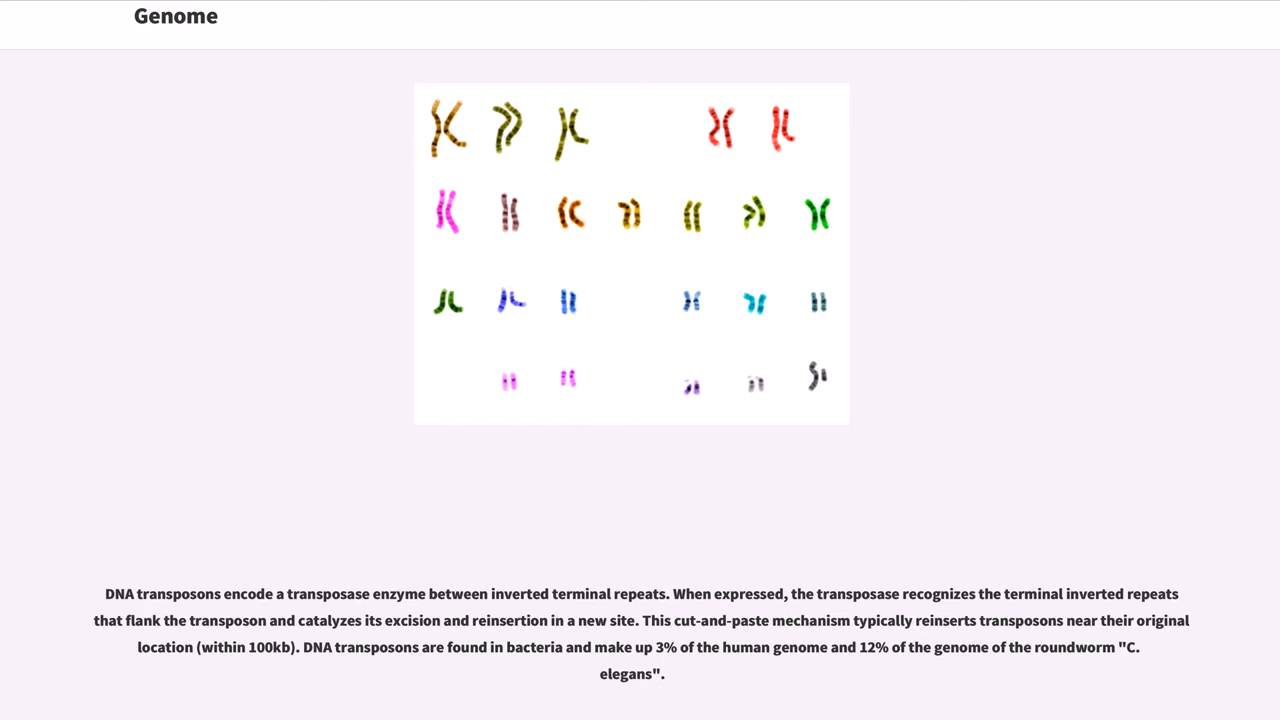 Genome
DNA transposons encode a transposase enzyme between inverted terminal repeats. When expressed, the transposase recognizes the terminal inverted repeats
that flank the transposon and catalyzes its excision and reinsertion in a new site. This cut-and-paste mechanism typically reinserts transposons near their original
location (within 100kb). DNA transposons are found in bacteria and make up 3% of the human genome and 12% of the genome of the roundworm "C.
elegans".